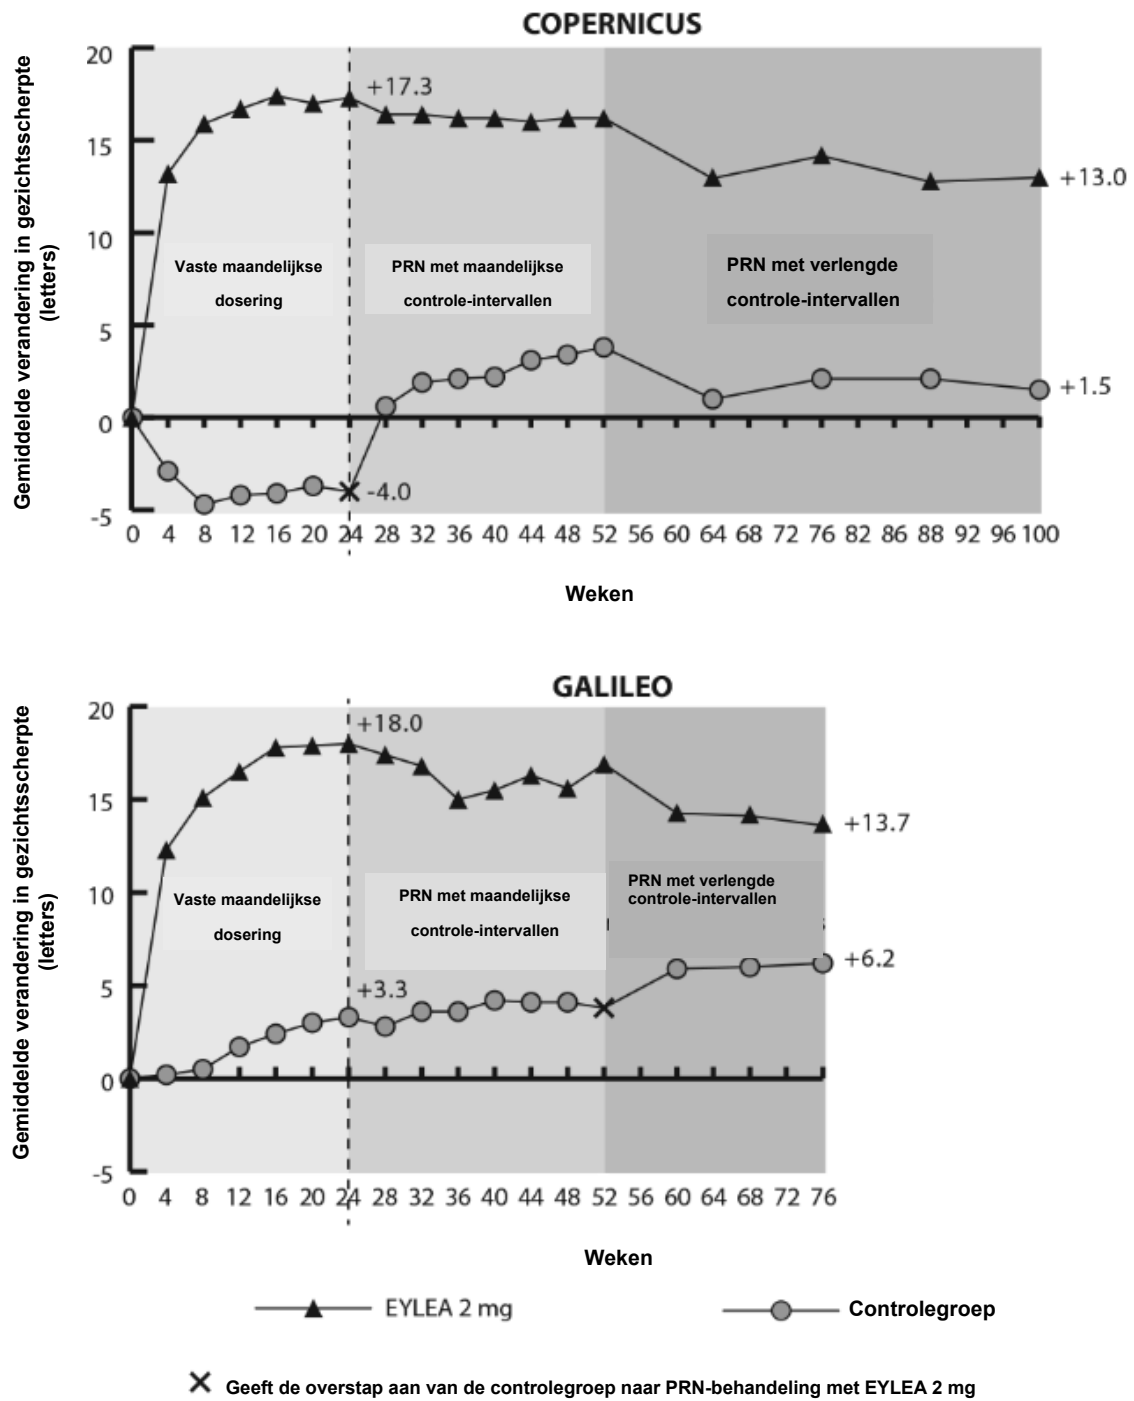 COPERNICUS
Gemiddelde verandering in gezichtsscherpte
(letters)
20
15
10
5
0
-5
+17.3
+13.0
Vaste maandelijkse
dosering
PRN met maandelijkse
controle-intervallen
PRN met verlengde
controle-intervallen
+1.5
-4.0
0 4 8 12 16 20 24 28 32 36 40 44 48 52 56 60 64 68 72 76 82 86 88 92 96 100
Weken
GALILEO
Gemiddelde verandering in gezichtsscherpte
(letters)
20
15
10
5
0
-5
+18.0
+13.7
Vaste maandelijkse
dosering
PRN met maandelijkse
controle-intervallen
PRN met verlengde
controle-intervallen
+3.3
+6.2
0 4 8 12 16 20 24 28 32 36 40 44 48 52 56 60 64 68 72 76
Weken
EYLEA 2 mg
Controlegroep
X Geeft de overstap aan van de controlegroep naar PRN-behandeling met EYLEA 2 mg